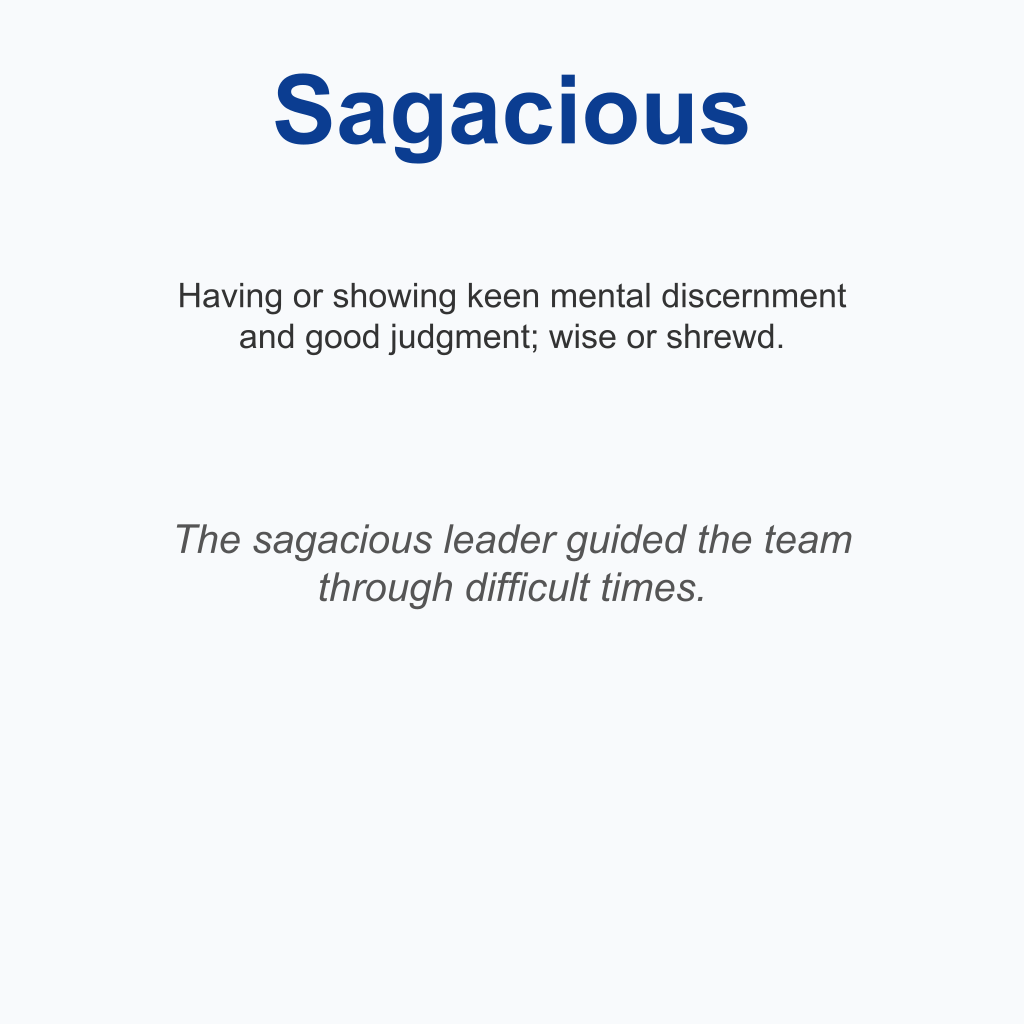 Sagacious
Having or showing keen mental discernment
and good judgment; wise or shrewd.
The sagacious leader guided the team
through difficult times.